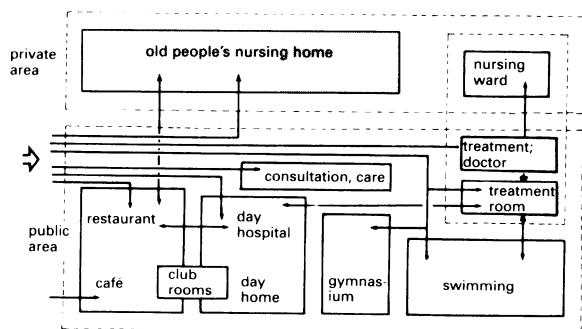 private
area
old people's nursing home
nursing
ward
treatment;
doctor
consultation, care
treatment
room
public
area
restaurant
day
hospital
café
club
rooms
day
home
gymnas-
ium
swimming